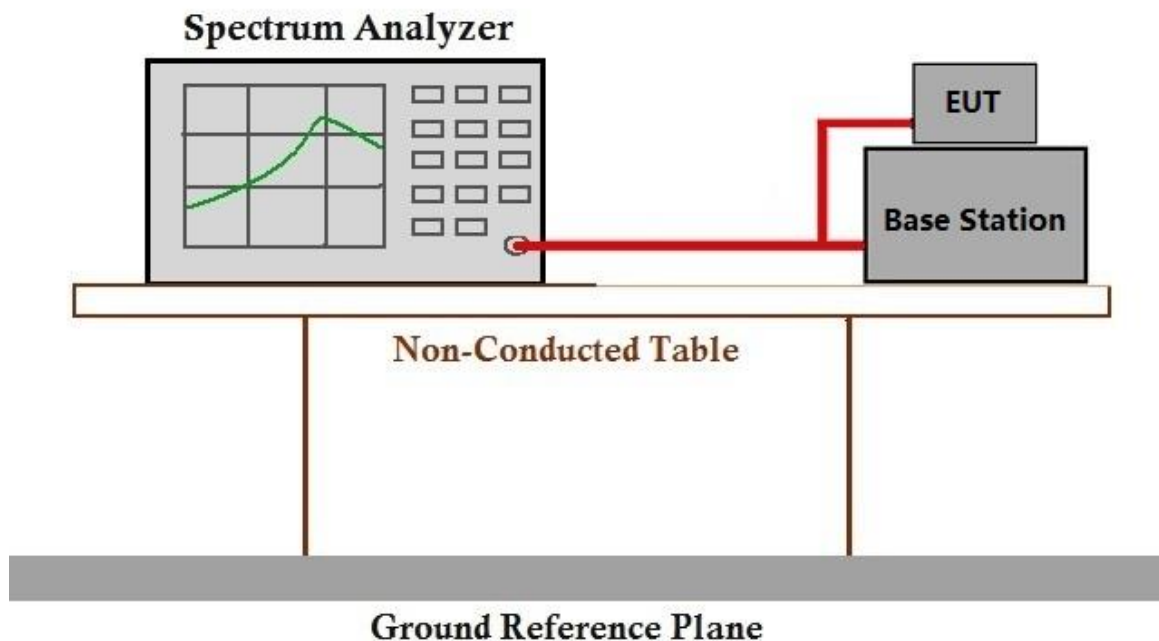 Spectrum Analyzer
EUT
Base Station
Non-Conducted Table
Ground Reference Plane